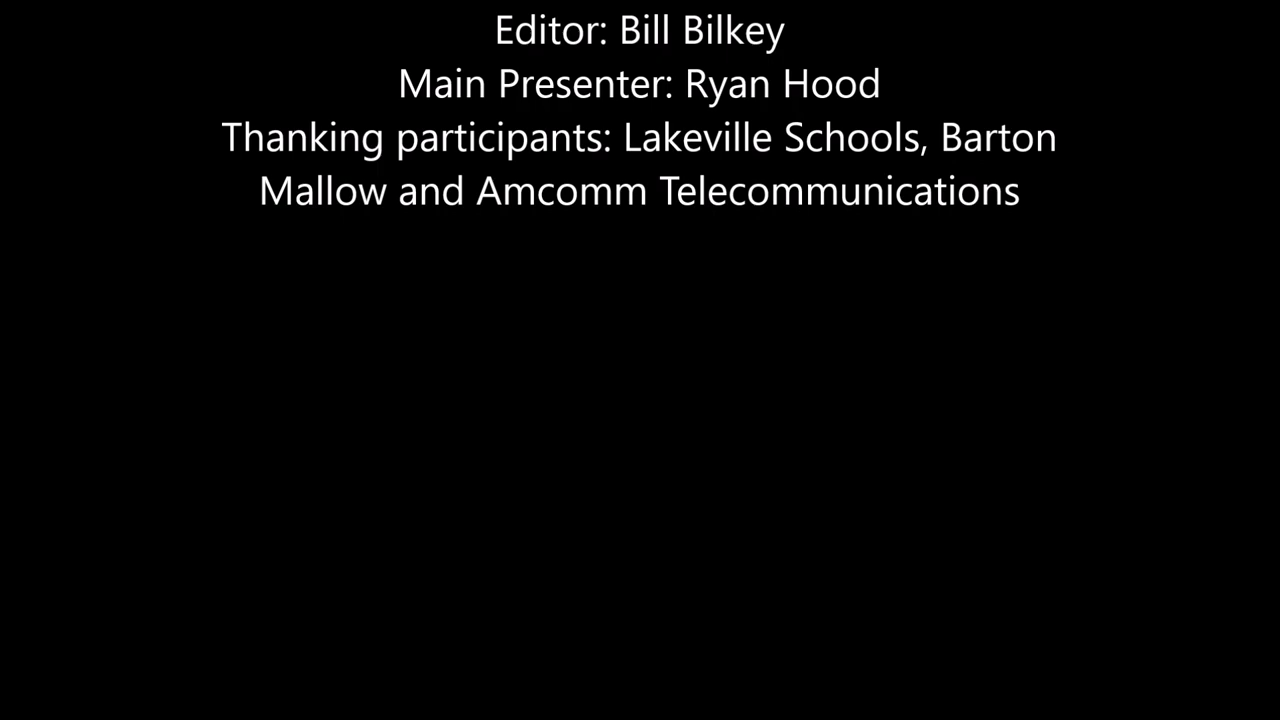 Editor: Bill Bilkey
Main Presenter: Ryan Hood
Thanking participants: Lakeville Schools, Barton
Mallow and Amcomm Telecommunications